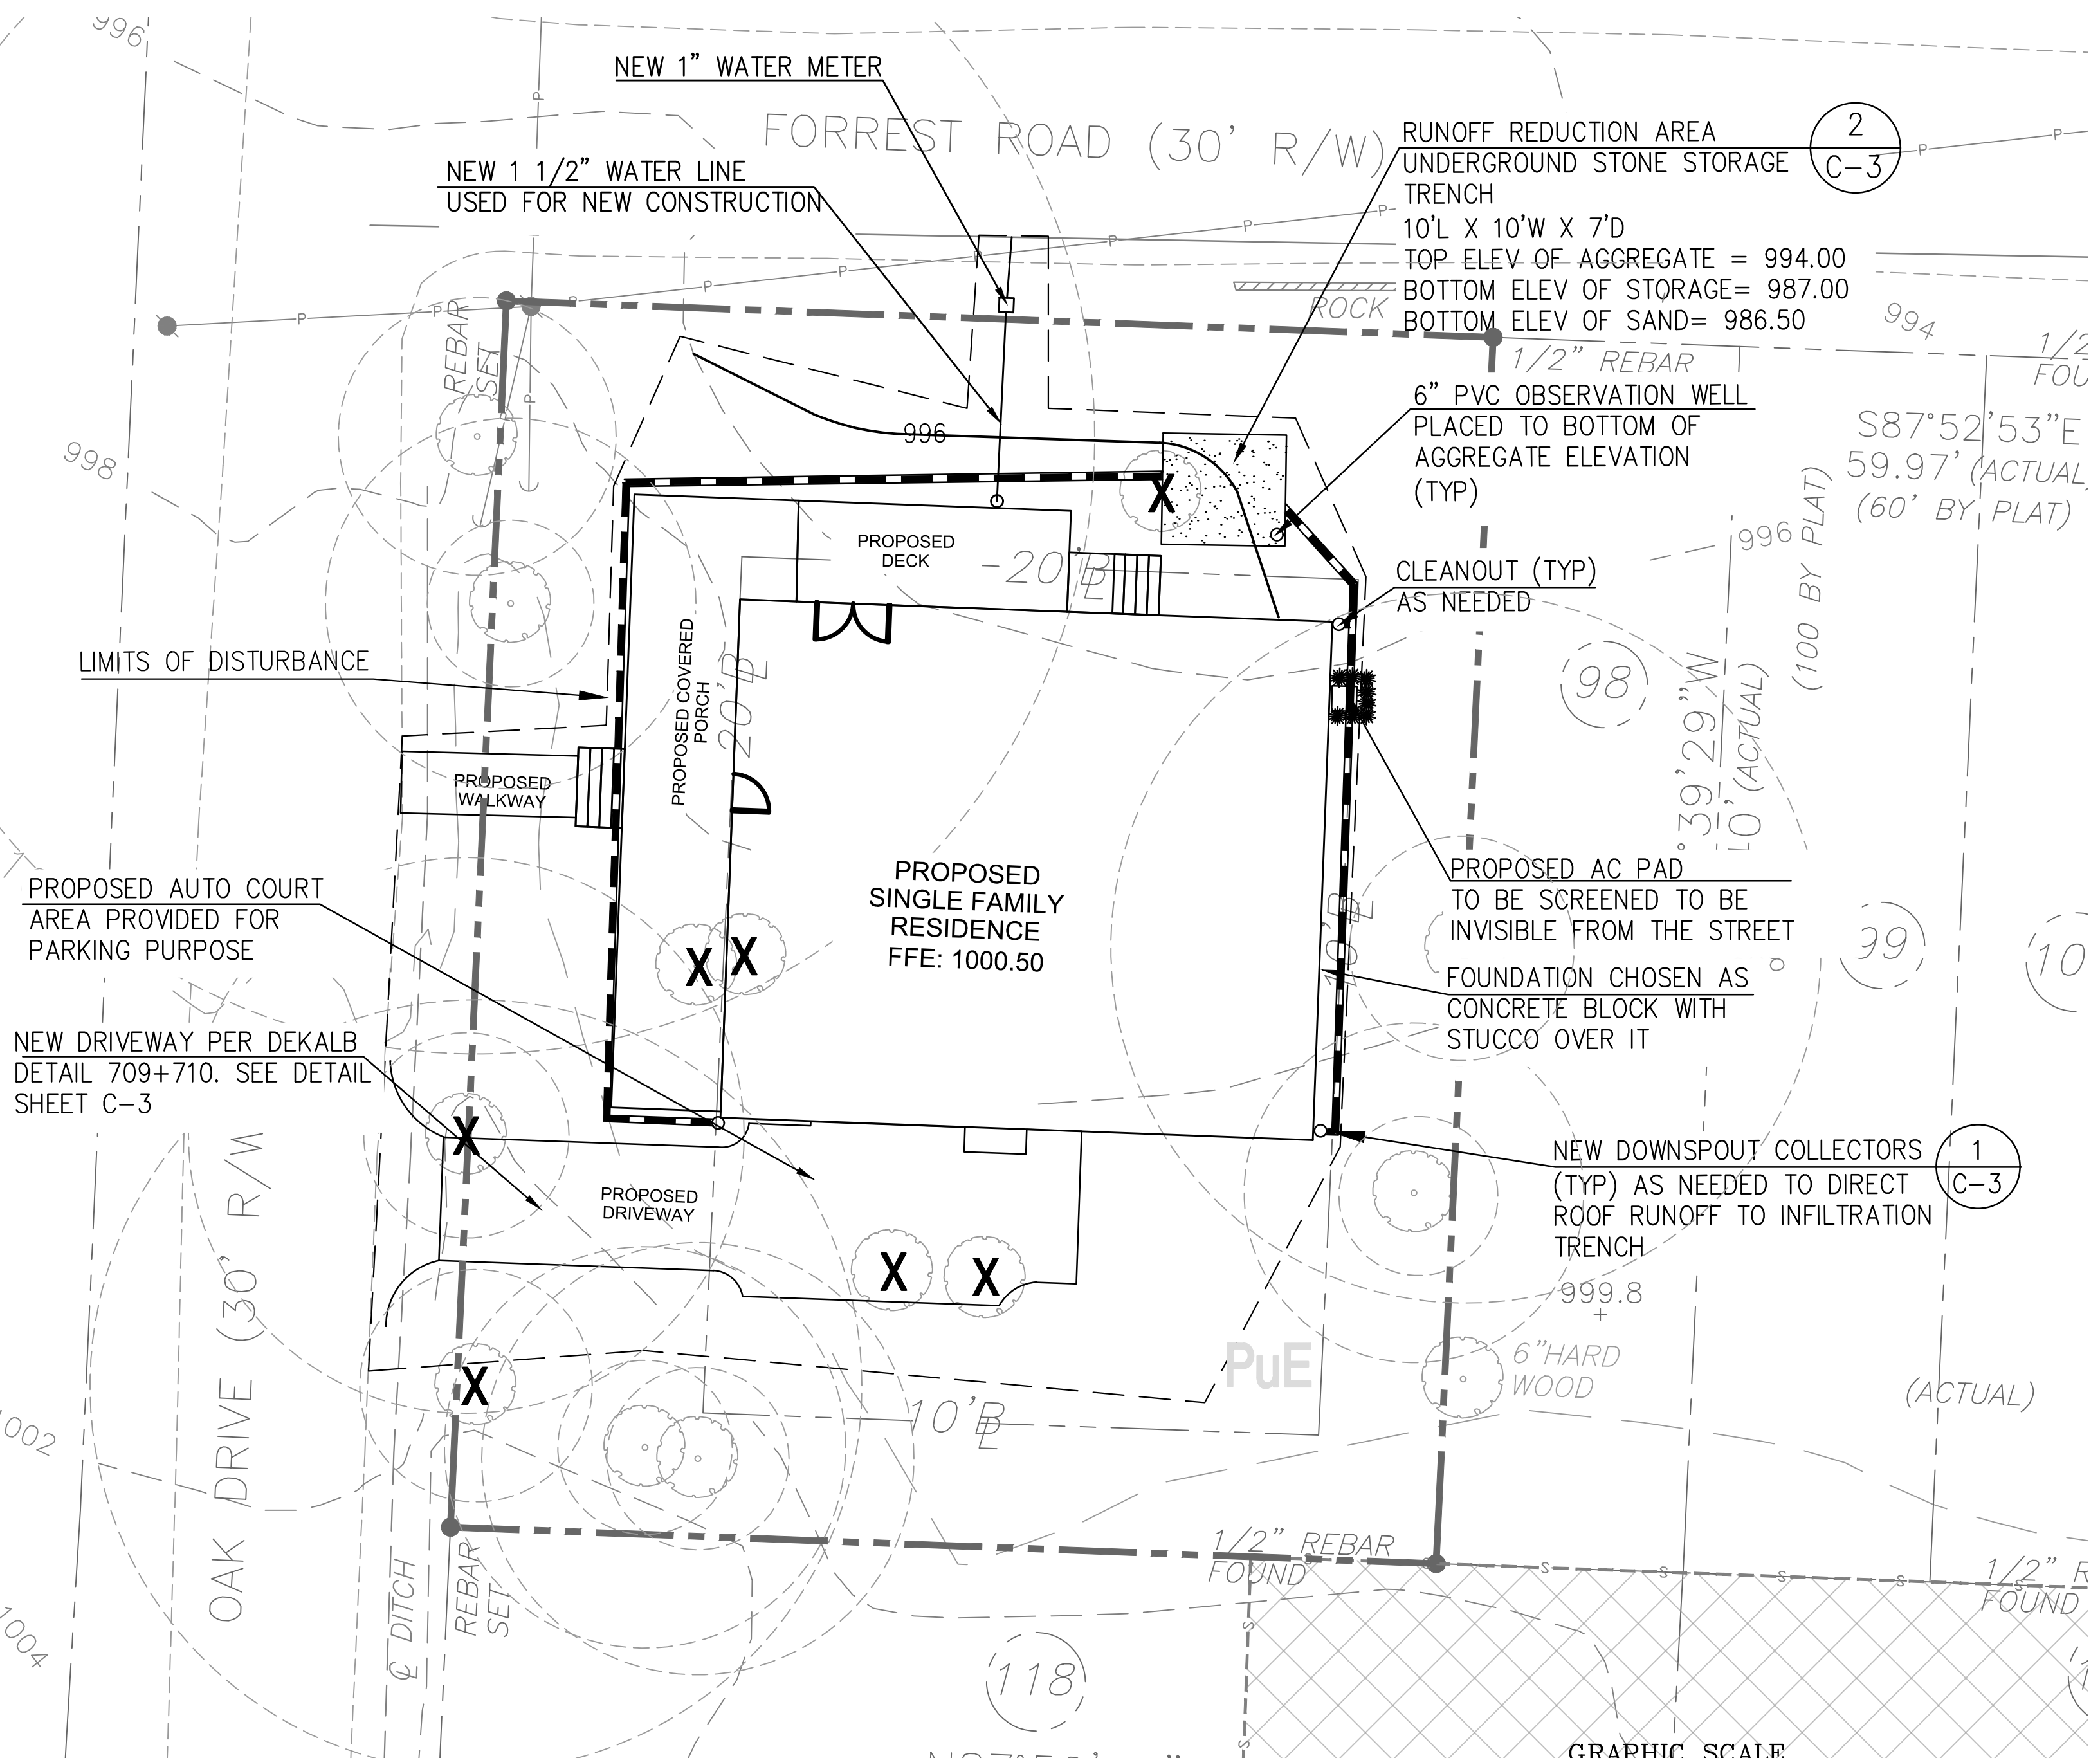 996
NEW 1” WATER METER
FORREST ROAD (30' R/W)
NEW 1 1/2” WATER LINE
USED FOR NEW CONSTRUCTION
RUNOFF REDUCTION AREA
UNDERGROUND STONE STORAGE
TRENCH
10'L X 10'W X 7'D
TOP ELEV OF AGGREGATE = 994.00
BOTTOM ELEV OF STORAGE= 987.00
BOTTOM ELEV OF SAND= 986.50
2
C-3
ROCK
994
1/2” REBAR
REBAR
SET
6” PVC OBSERVATION WELL
PLACED TO BOTTOM OF
AGGREGATE ELEVATION
(TYP)
S87°52'53”E
59.97' (ACTUAL
(60' BY PLAT)
998
996
X
996
(100 BY PLAT)
PROPOSED
DECK
20'BL
CLEANOUT (TYP)
AS NEEDED
LIMITS OF DISTURBANCE
PROPOSED COVERED
PORCH
20'BL
98
39'29”W
0' (ACTUAL)
PROPOSED
WALKWAY
PROPOSED
SINGLE FAMILY
RESIDENCE
FFE: 1000.50
PROPOSED AC PAD
TO BE SCREENED TO BE
INVISIBLE FROM THE STREET
99
10
PROPOSED AUTO COURT
AREA PROVIDED FOR
PARKING PURPOSE
X
X
FOUNDATION CHOSEN AS
CONCRETE BLOCK WITH
STUCCO OVER IT
NEW DRIVEWAY PER DEKALB
DETAIL 709+710. SEE DETAIL
SHEET C-3
X
NEW DOWNSPOUT COLLECTORS
(TYP) AS NEEDED TO DIRECT
ROOF RUNOFF TO INFILTRATION
TRENCH
1
C-3
PROPOSED
DRIVEWAY
X
X
999.8
6”HARD
WOOD
PuE
X
10'BL
(ACTUAL)
1002
OAK DRIVE (30' R/W
1/2” REBAR
FOUND
1/2” R
FOUND
1004
CL DITCH
REBAR
SET
118
GRAPHIC SCALE